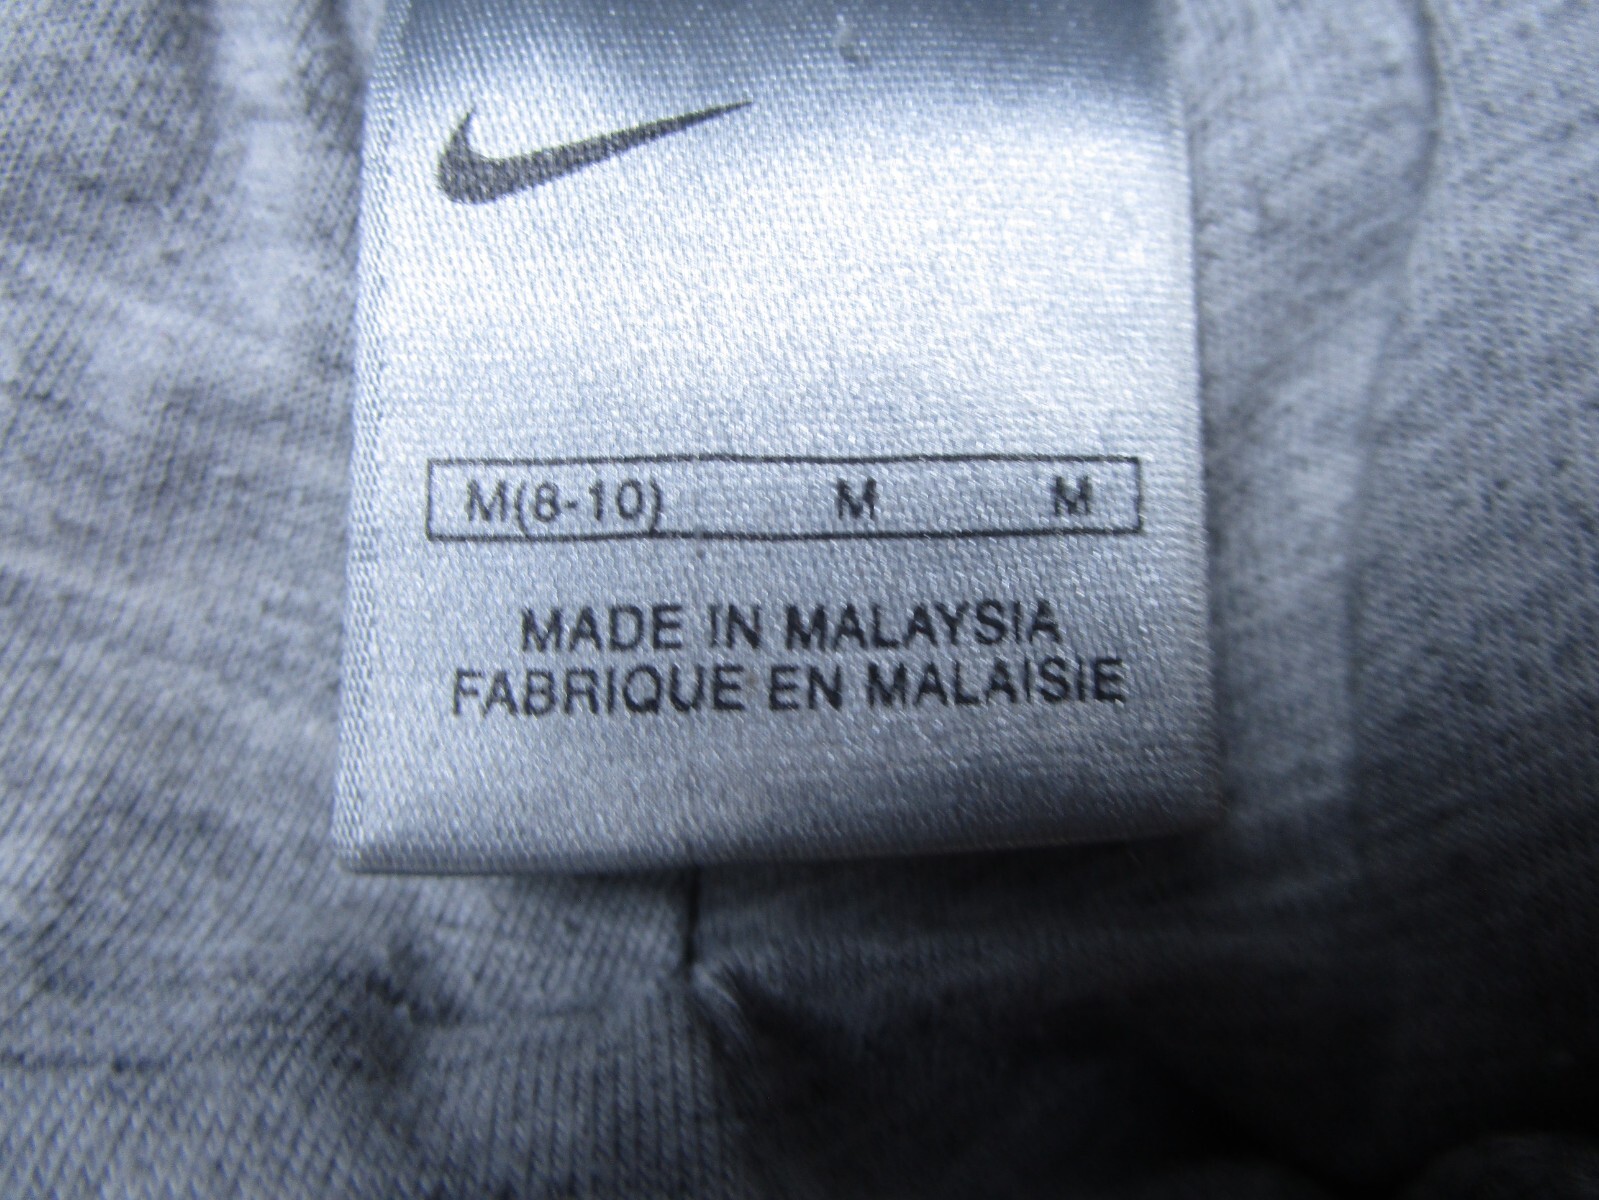 M(8-10) M M
MADE IN MALAYSIA
FABRIQUE EN MALAISIE